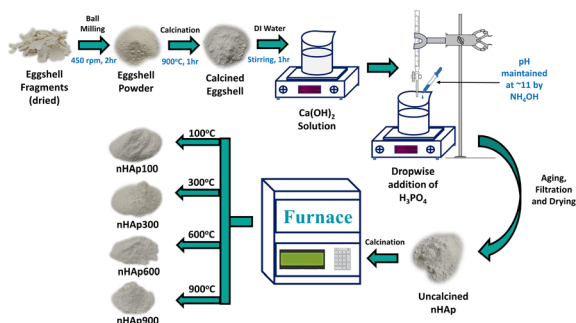 Ball
Milling
450 rpm, 2hr
Calcination
900°C, 1hr
DI Water
Stirring, 1hr
Eggshell
Fragments
(dried)
Eggshell
Powder
Calcined
Eggshell
Ca(OH)₂
Solution
pH
maintained
at ~11 by
NH₄OH
Dropwise
addition of
H₃PO₄
Aging,
Filtration
and Drying
Uncalcined
nHAp
Calcination
Furnace
100°C
nHAp100
300°C
nHAp300
600°C
nHAp600
900°C
nHAp900